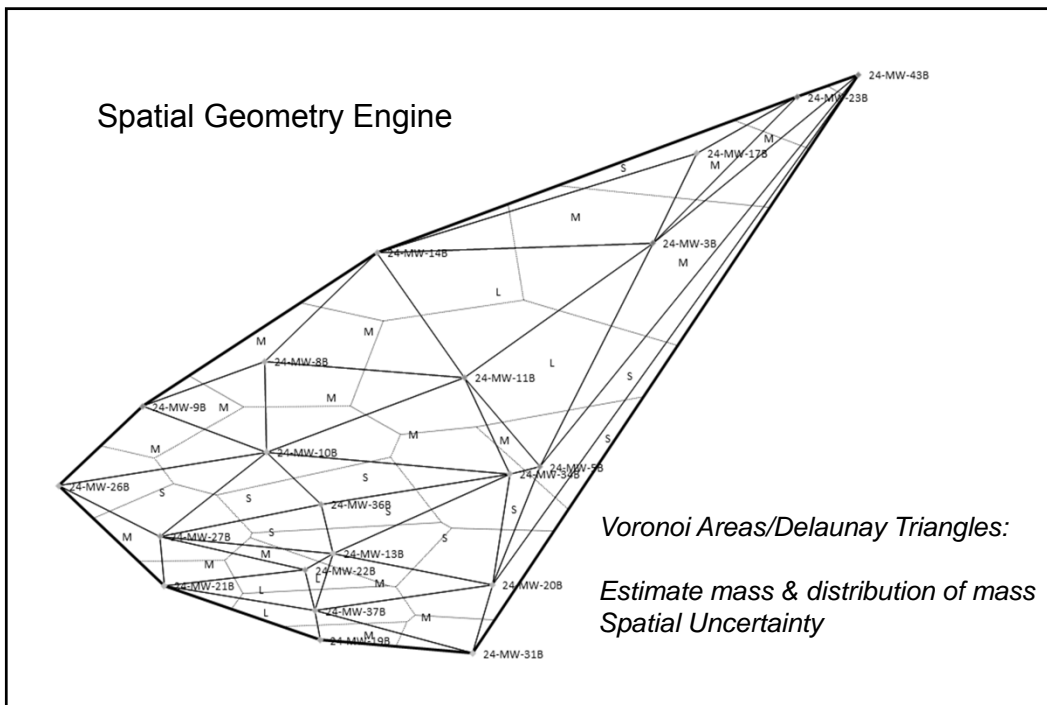 24-MW-43B
24-MW-23B
Spatial Geometry Engine
M
24-MW-17B
S
M
M
24-MW-3B
24-MW-14B
M
L
M
M
24-MW-8B
L
24-MW-11B
S
M
24-MW-9B
M
M
M
S
M
24-MW-10B
24-MW-5B
24-MW-34B
S
24-MW-26B
S
S
24-MW-36B
S
S
Voronoi Areas/Delaunay Triangles:
S
M
24-MW-27B
S
M
24-MW-13B
M
24-MW-22B
L
M
24-MW-21B
L
24-MW-20B
Estimate mass & distribution of mass
L
24-MW-37B
M
Spatial Uncertainty
M
24-MW-19B
24-MW-31B